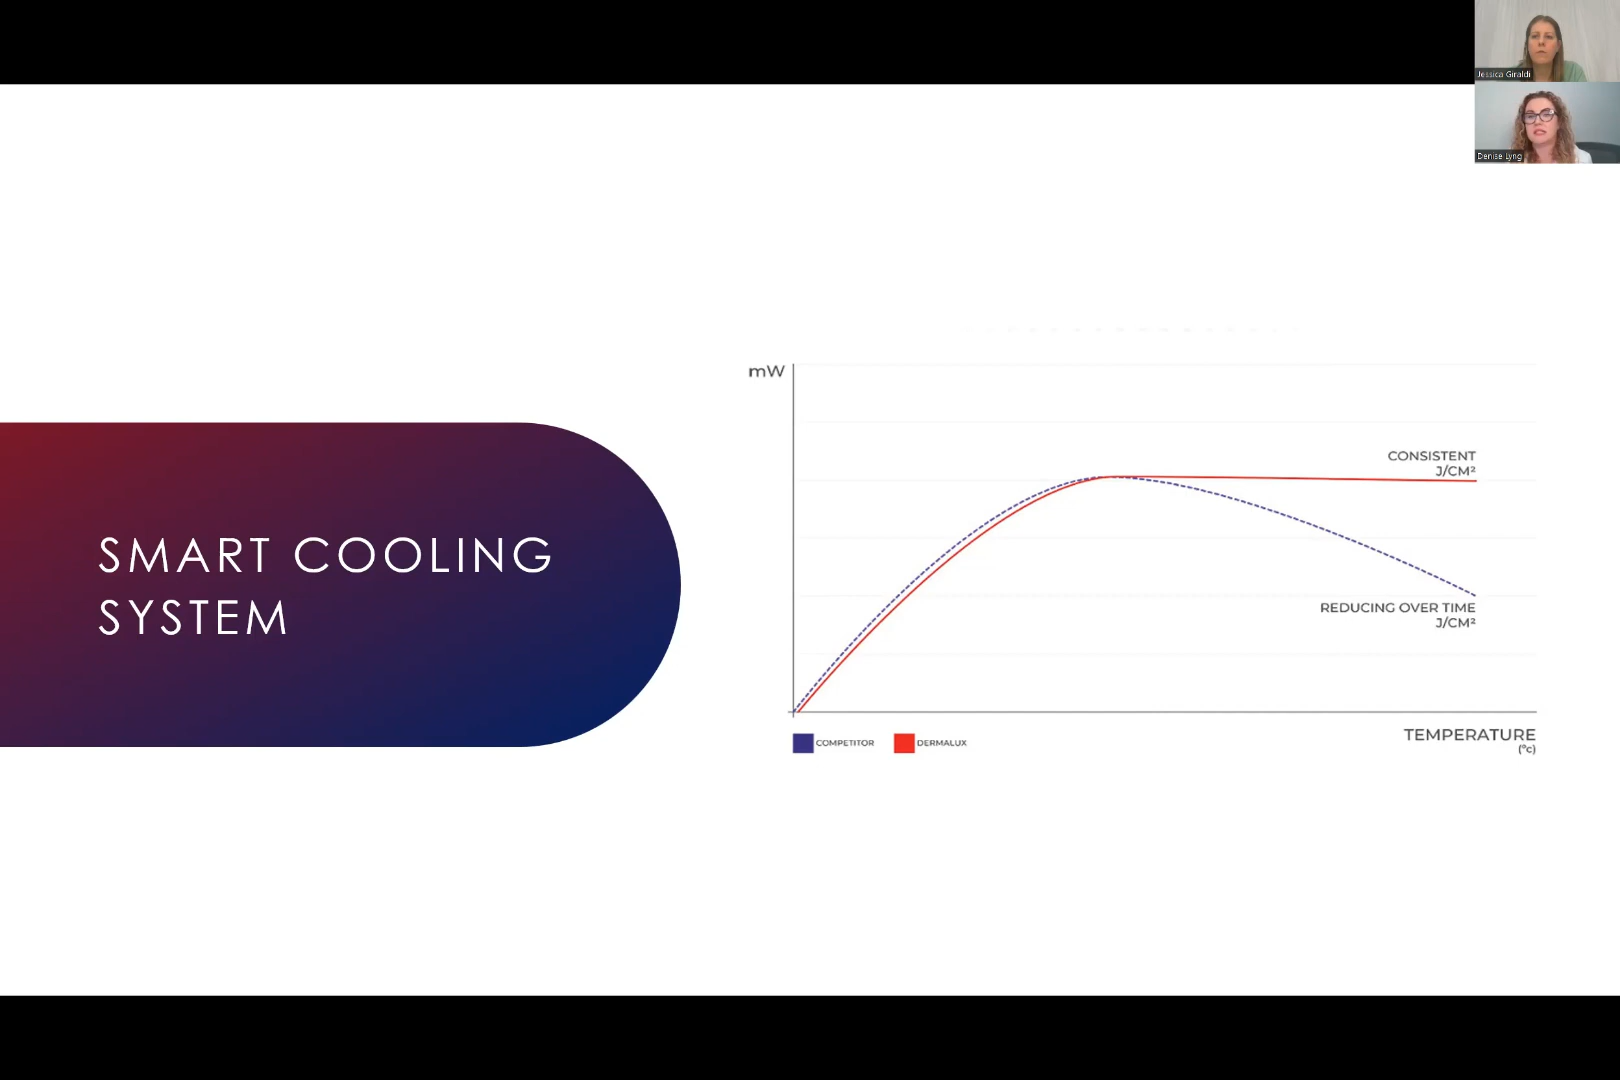 Jessica Giraldi
Denise Lyng
SMART COOLING
SYSTEM
mW
CONSISTENT
J/CM²
REDUCING OVER TIME
J/CM²
TEMPERATURE
(°c)
COMPETITOR
DERMALUX